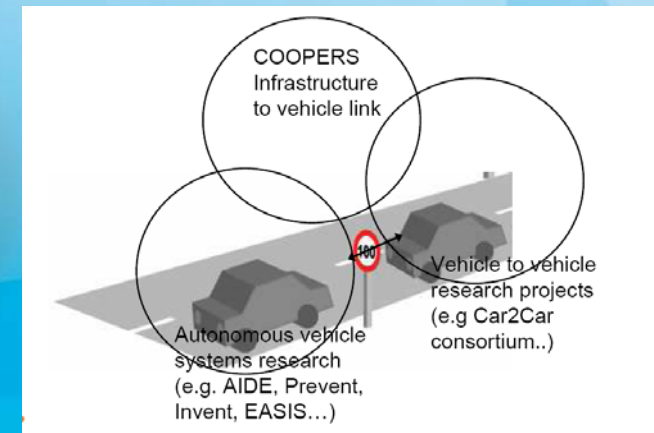 COOPERS
Infrastructure
to vehicle link
100
Vehicle to vehicle
research projects
(e.g Car2Car
consortium..)
Autonomous vehicle
systems research
(e.g. AIDE, Prevent,
Invent, EASIS…)